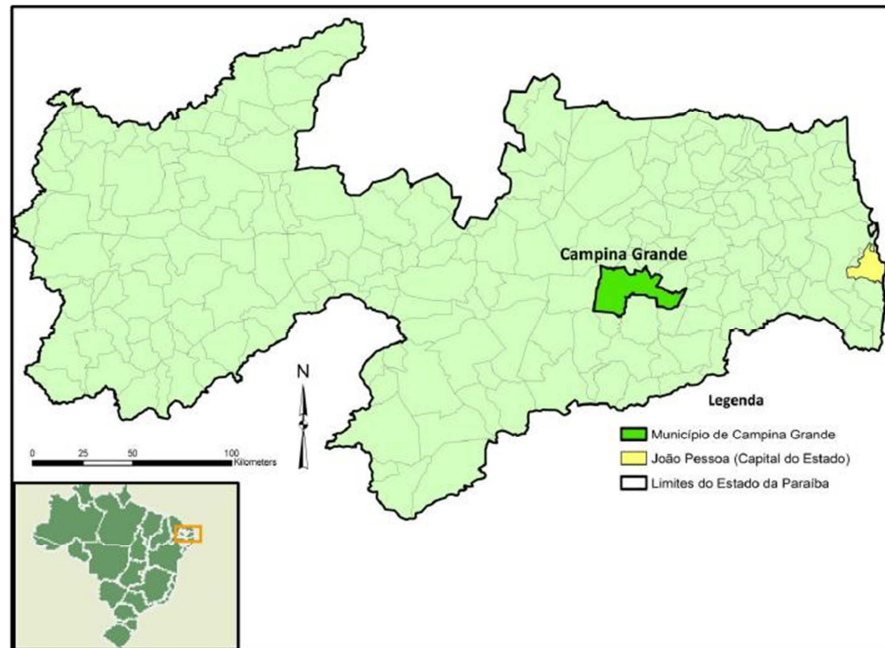 Campina Grande
N
Legenda
Município de Campina Grande
João Pessoa (Capital do Estado)
Limites do Estado da Paraíba
0 25 50 100
Kilometers